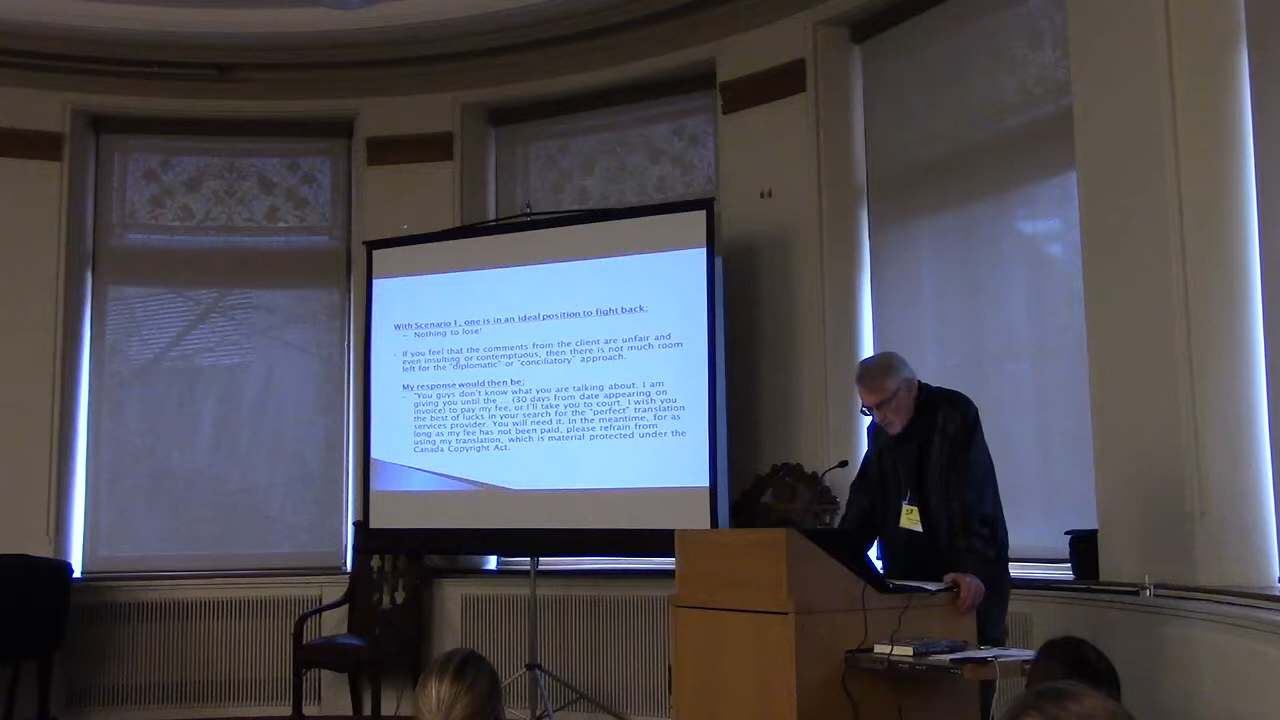 With Scenario 1, one is in an ideal position to fight back:
– Nothing to lose!
- If you feel that the comments from the client are unfair and
even insulting or contemptuous, then there is not much room
left for the "diplomatic" or "conciliatory" approach.
My response would then be:
– "You guys don't know what you are talking about. I am
giving you until the ... (30 days from date appearing on
invoice) to pay my fee, or I'll take you to court. I wish you
the best of lucks in your search for the "perfect" translation
services provider. You will need it. In the meantime, for as
long as my fee has not been paid, please refrain from
using my translation, which is material protected under the
Canada Copyright Act.